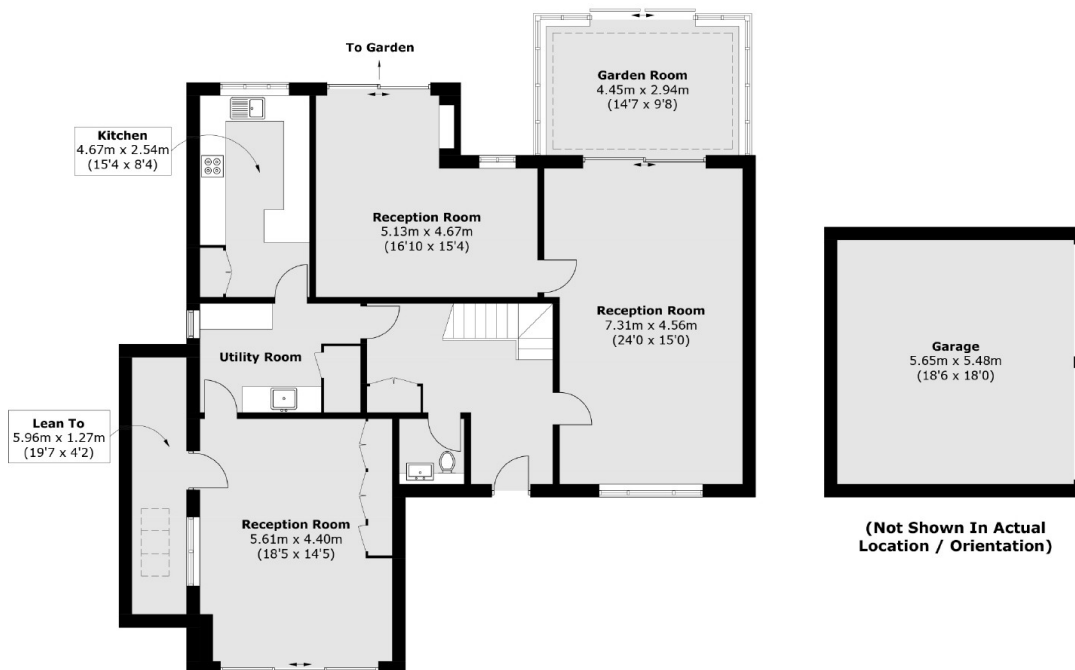 To Garden
Garden Room
4.45m x 2.94m
(14'7 x 9'8)
Kitchen
4.67m x 2.54m
(15'4 x 8'4)
Reception Room
5.13m x 4.67m
(16'10 x 15'4)
Reception Room
7.31m x 4.56m
(24'0 x 15'0)
Garage
5.65m x 5.48m
(18'6 x 18'0)
Utility Room
Lean To
5.96m x 1.27m
(19'7 x 4'2)
Reception Room
5.61m x 4.40m
(18'5 x 14'5)
(Not Shown In Actual
Location / Orientation)